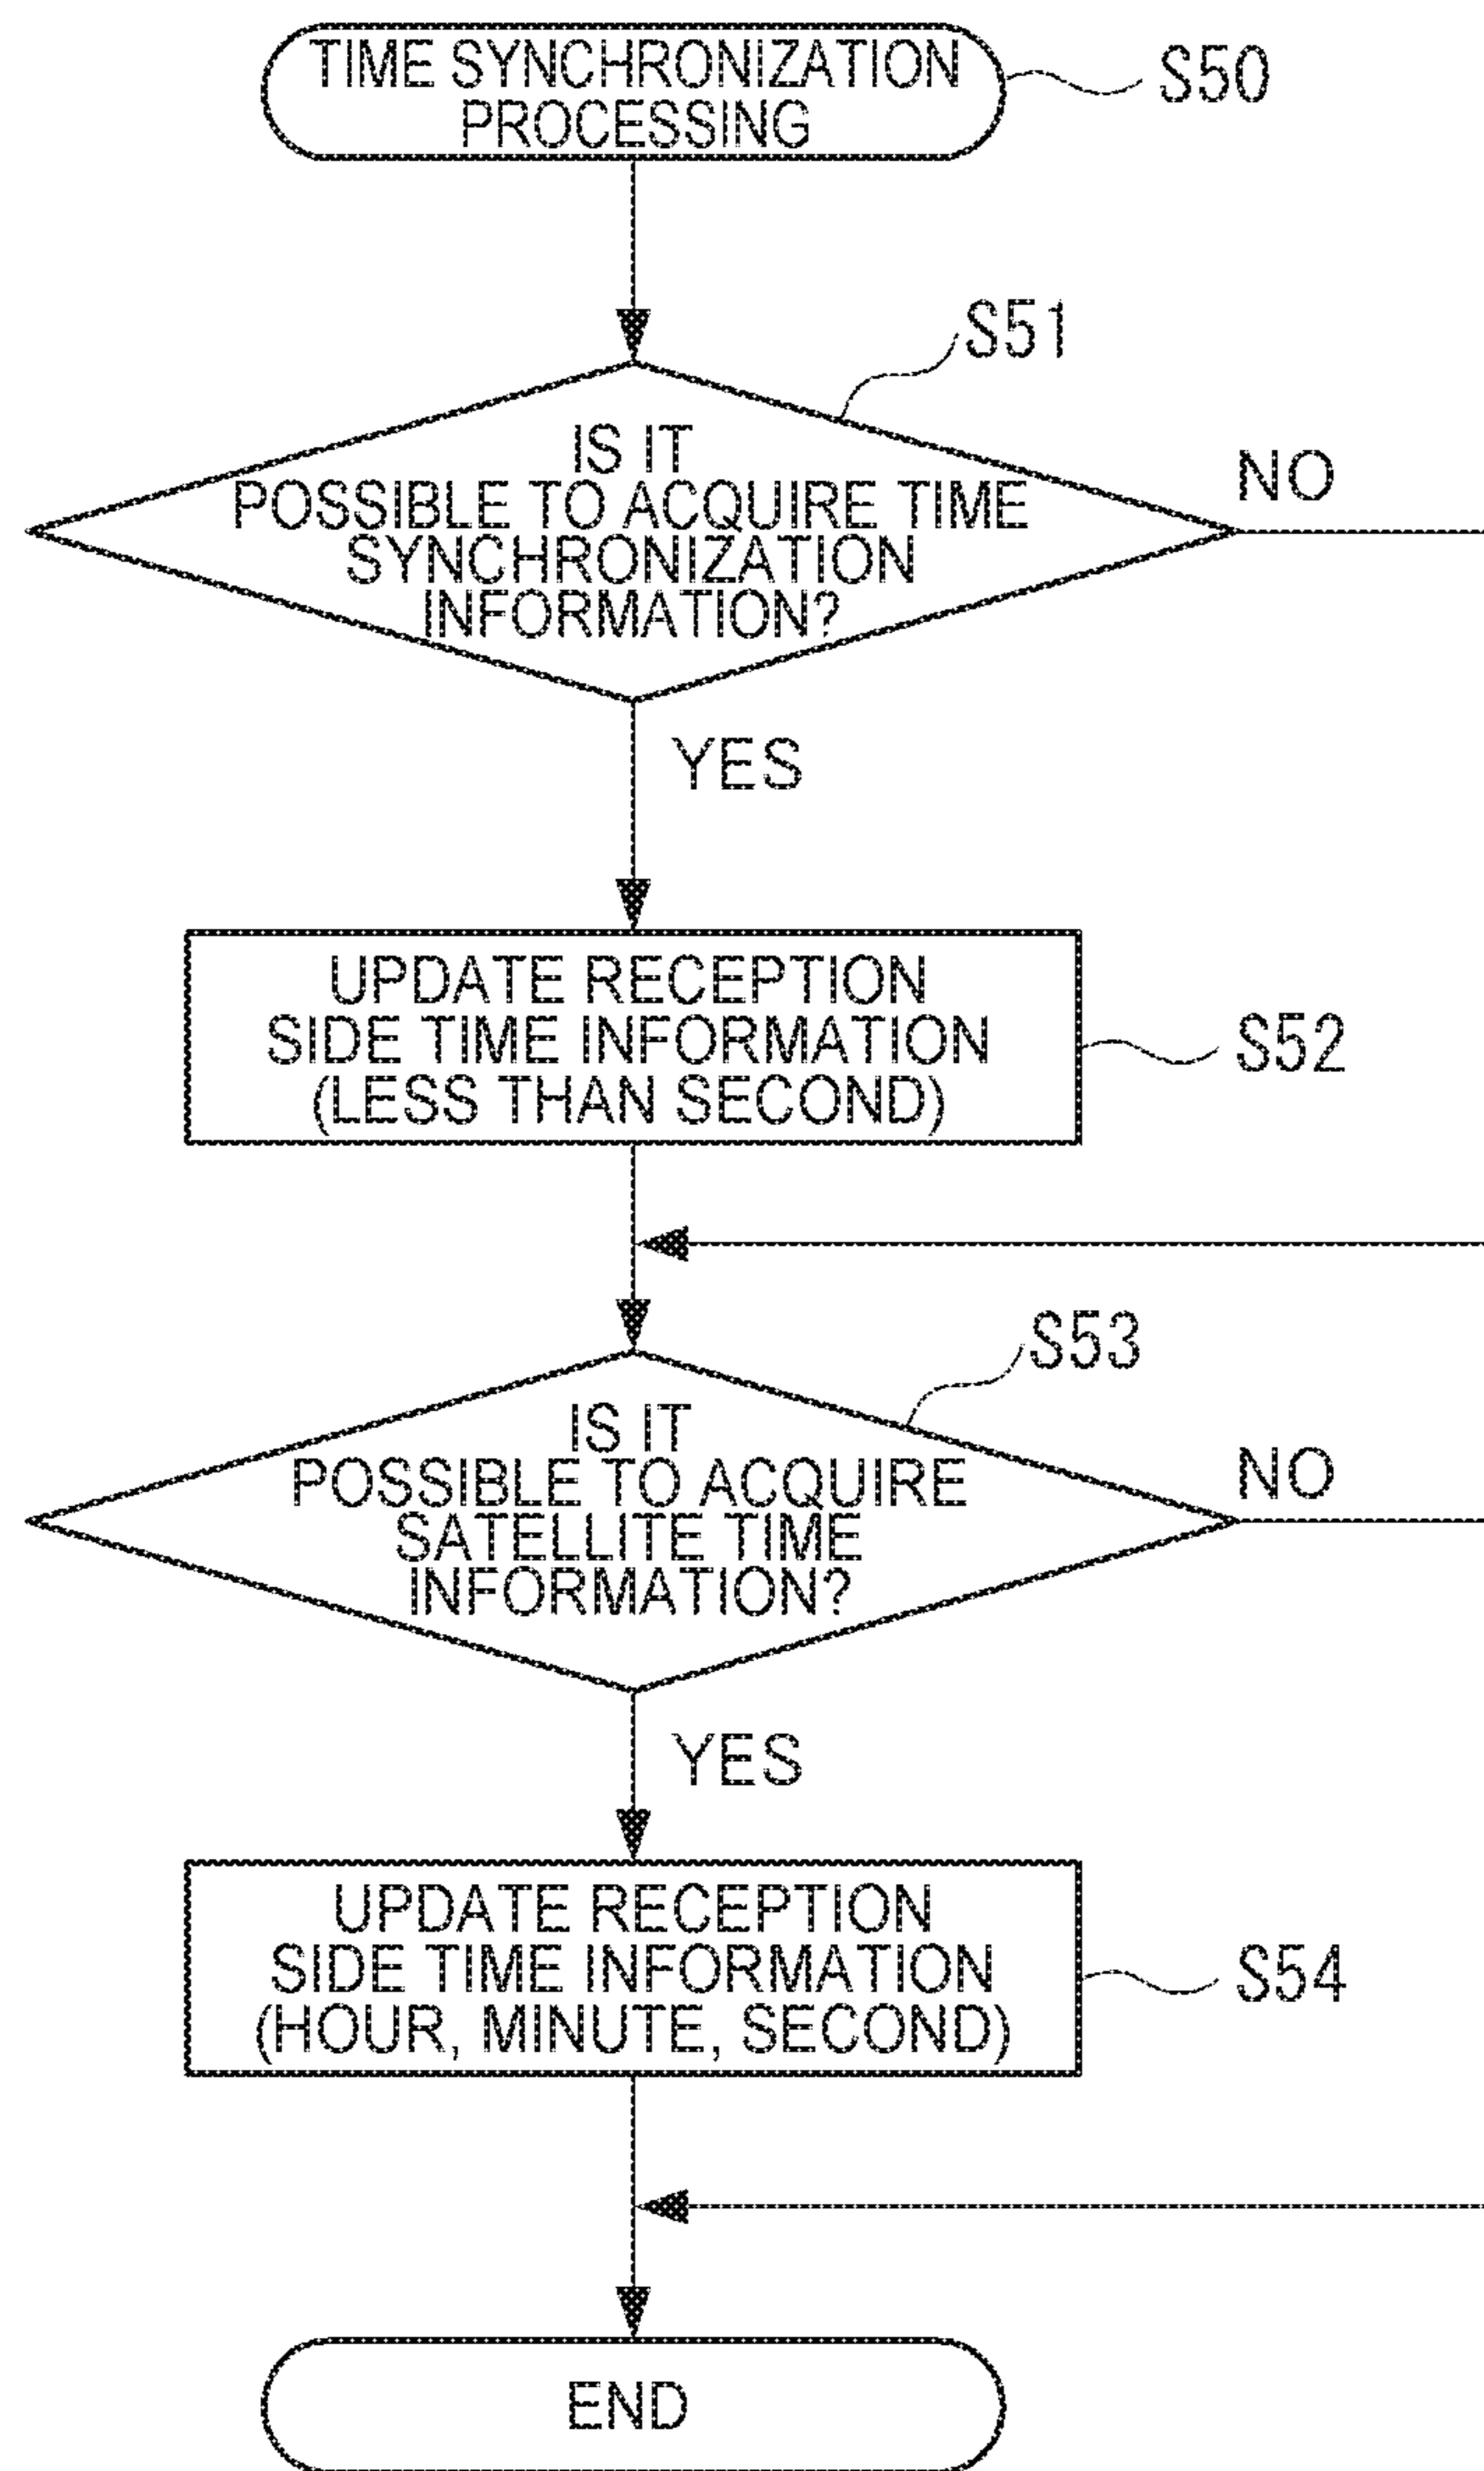 TIME SYNCHRONIZATION
PROCESSING
S50
S51
IS IT
POSSIBLE TO ACQUIRE TIME
SYNCHRONIZATION
INFORMATION?
NO
YES
UPDATE RECEPTION
SIDE TIME INFORMATION
(LESS THAN SECOND)
S52
S53
IS IT
POSSIBLE TO ACQUIRE
SATELLITE TIME
INFORMATION?
NO
YES
UPDATE RECEPTION
SIDE TIME INFORMATION
(HOUR, MINUTE, SECOND)
S54
END